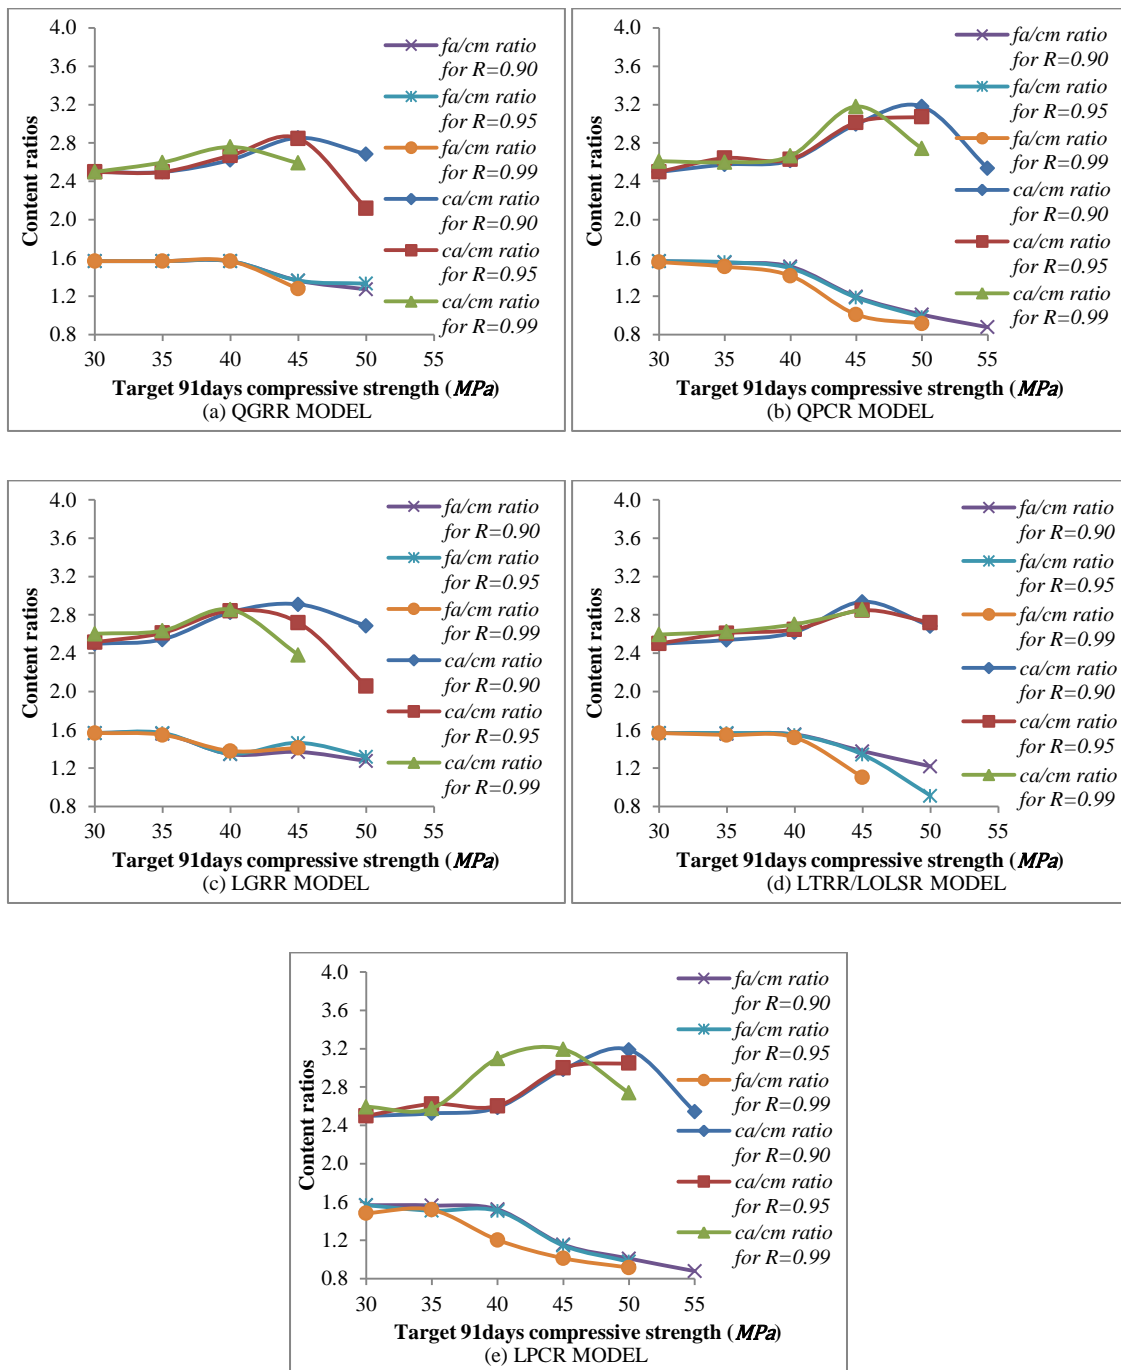 4.0
3.6
3.2
2.8
2.4
2.0
1.6
1.2
0.8
Content ratios
30 35 40 45 50 55
fa/cm ratio
for R=0.90
fa/cm ratio
for R=0.95
fa/cm ratio
for R=0.99
ca/cm ratio
for R=0.90
ca/cm ratio
for R=0.95
ca/cm ratio
for R=0.99
Target 91days compressive strength (MPa)
(a) QGRR MODEL
4.0
3.6
3.2
2.8
2.4
2.0
1.6
1.2
0.8
Content ratios
30 35 40 45 50 55
fa/cm ratio
for R=0.90
fa/cm ratio
for R=0.95
fa/cm ratio
for R=0.99
ca/cm ratio
for R=0.90
ca/cm ratio
for R=0.95
ca/cm ratio
for R=0.99
Target 91days compressive strength (MPa)
(b) QPCR MODEL
4.0
3.6
3.2
2.8
2.4
2.0
1.6
1.2
0.8
Content ratios
30 35 40 45 50 55
fa/cm ratio
for R=0.90
fa/cm ratio
for R=0.95
fa/cm ratio
for R=0.99
ca/cm ratio
for R=0.90
ca/cm ratio
for R=0.95
ca/cm ratio
for R=0.99
Target 91days compressive strength (MPa)
(c) LGRR MODEL
4.0
3.6
3.2
2.8
2.4
2.0
1.6
1.2
0.8
Content ratios
30 35 40 45 50 55
fa/cm ratio
for R=0.90
fa/cm ratio
for R=0.95
fa/cm ratio
for R=0.99
ca/cm ratio
for R=0.90
ca/cm ratio
for R=0.95
ca/cm ratio
for R=0.99
Target 91days compressive strength (MPa)
(d) LTRR/LOLSR MODEL
4.0
3.6
3.2
2.8
2.4
2.0
1.6
1.2
0.8
Content ratios
30 35 40 45 50 55
fa/cm ratio
for R=0.90
fa/cm ratio
for R=0.95
fa/cm ratio
for R=0.99
ca/cm ratio
for R=0.90
ca/cm ratio
for R=0.95
ca/cm ratio
for R=0.99
Target 91days compressive strength (MPa)
(e) LPCR MODEL